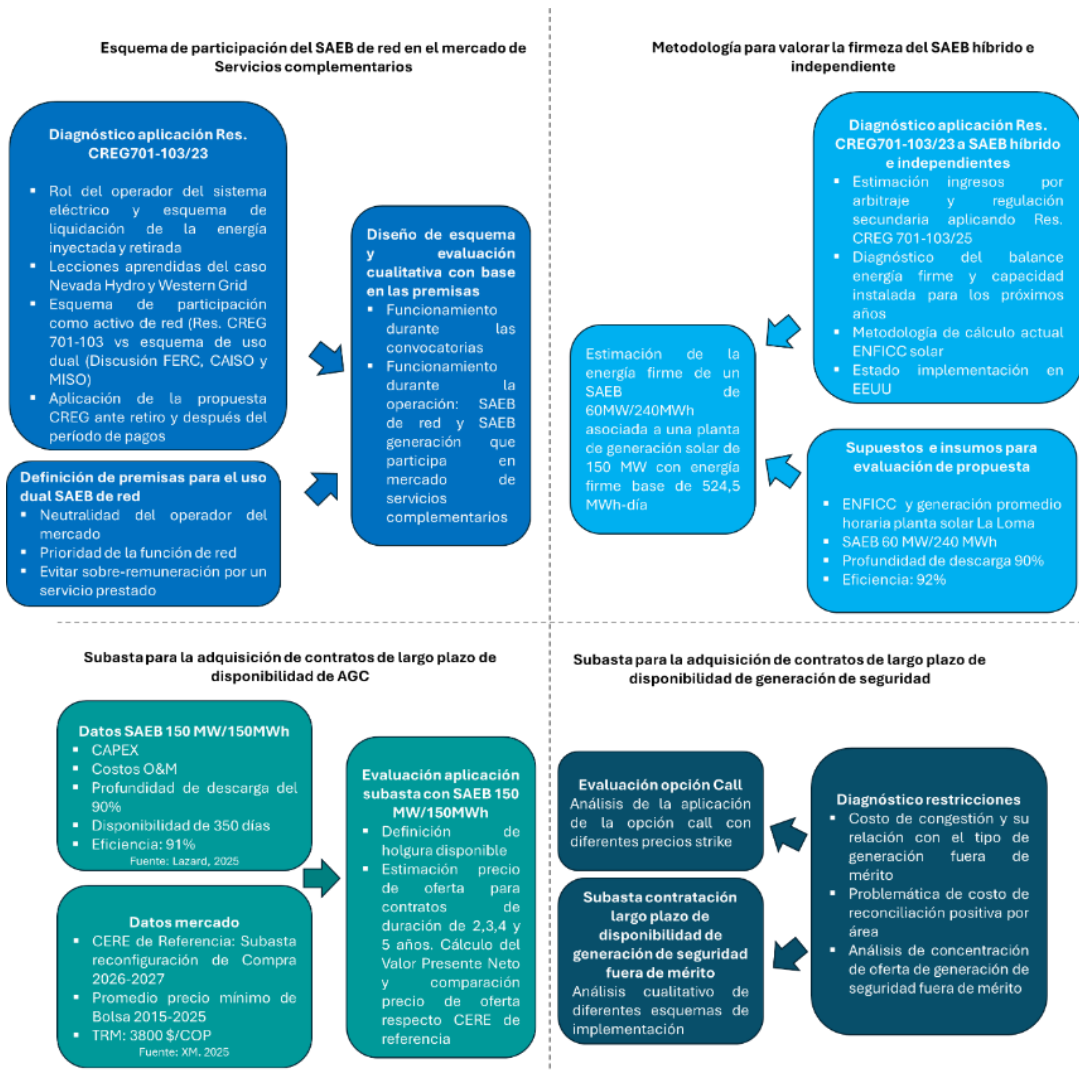 Esquema de participación del SAEB de red en el mercado de
Servicios complementarios
Diagnóstico aplicación Res.
CREG701-103/23
▪ Rol del operador del sistema
eléctrico y esquema de
liquidación de la energía
inyectada y retirada
▪ Lecciones aprendidas del caso
Nevada Hydro y Western Grid
▪ Esquema de participación
como activo de red (Res. CREG
701-103 vs esquema de uso
dual (Discusión FERC, CAISO y
MISO)
▪ Aplicación de la propuesta
CREG ante retiro y después del
período de pagos
Definición de premisas para el uso
dual SAEB de red
▪ Neutralidad del operador del
mercado
▪ Prioridad de la función de red
▪ Evitar sobre-remuneración por un
servicio prestado
Diseño de esquema
y evaluación
cualitativa con base
en las premisas
▪ Funcionamiento
durante las
convocatorias
▪ Funcionamiento
durante la
operación: SAEB
de red y SAEB
generación que
participa en
mercado de
servicios
complementarios
Metodología para valorar la firmeza del SAEB híbrido e
independiente
Diagnóstico aplicación Res.
CREG701-103/23 a SAEB híbrido
e independientes
▪ Estimación ingresos por
arbitraje y regulación
secundaria aplicando Res.
CREG 701-103/25
▪ Diagnóstico del balance
energía firme y capacidad
instalada para los próximos
años
▪ Metodología de cálculo actual
ENFICC solar
▪ Estado implementación en
EEUU
Estimación de la
energía firme de un
SAEB de
60MW/240MWh
asociada a una planta
de generación solar de
150 MW con energía
firme base de 524,5
MWh-día
Supuestos e insumos para
evaluación de propuesta
▪ ENFICC y generación promedio
horaria planta solar La Loma
▪ SAEB 60 MW/240 MWh
▪ Profundidad de descarga 90%
▪ Eficiencia: 92%
Subasta para la adquisición de contratos de largo plazo de
disponibilidad de AGC
Datos SAEB 150 MW/150MWh
▪ CAPEX
▪ Costos O&M
▪ Profundidad de descarga del
90%
▪ Disponibilidad de 350 días
▪ Eficiencia: 91%
Fuente: Lazard, 2025
Datos mercado
▪ CERE de Referencia: Subasta
reconfiguración de Compra
2026-2027
▪ Promedio precio mínimo de
Bolsa 2015-2025
▪ TRM: 3800 $/COP
Fuente: XM. 2025
Evaluación aplicación
subasta con SAEB 150
MW/150MWh
▪ Definición de
holgura disponible
▪ Estimación precio
de oferta para
contratos de
duración de 2,3,4 y
5 años. Cálculo del
Valor Presente Neto
y comparación
precio de oferta
respecto CERE de
referencia
Subasta para la adquisición de contratos de largo plazo de
disponibilidad de generación de seguridad
Evaluación opción Call
Análisis de la aplicación
de la opción call con
diferentes precios strike
Subasta contratación
largo plazo de
disponibilidad de
generación de seguridad
fuera de mérito
Análisis cualitativo de
diferentes esquemas de
implementación
Diagnóstico restricciones
▪ Costo de congestión y su
relación con el tipo de
generación fuera de
mérito
▪ Problemática de costo de
reconciliación positiva por
área
▪ Análisis de concentración
de oferta de generación de
seguridad fuera de mérito